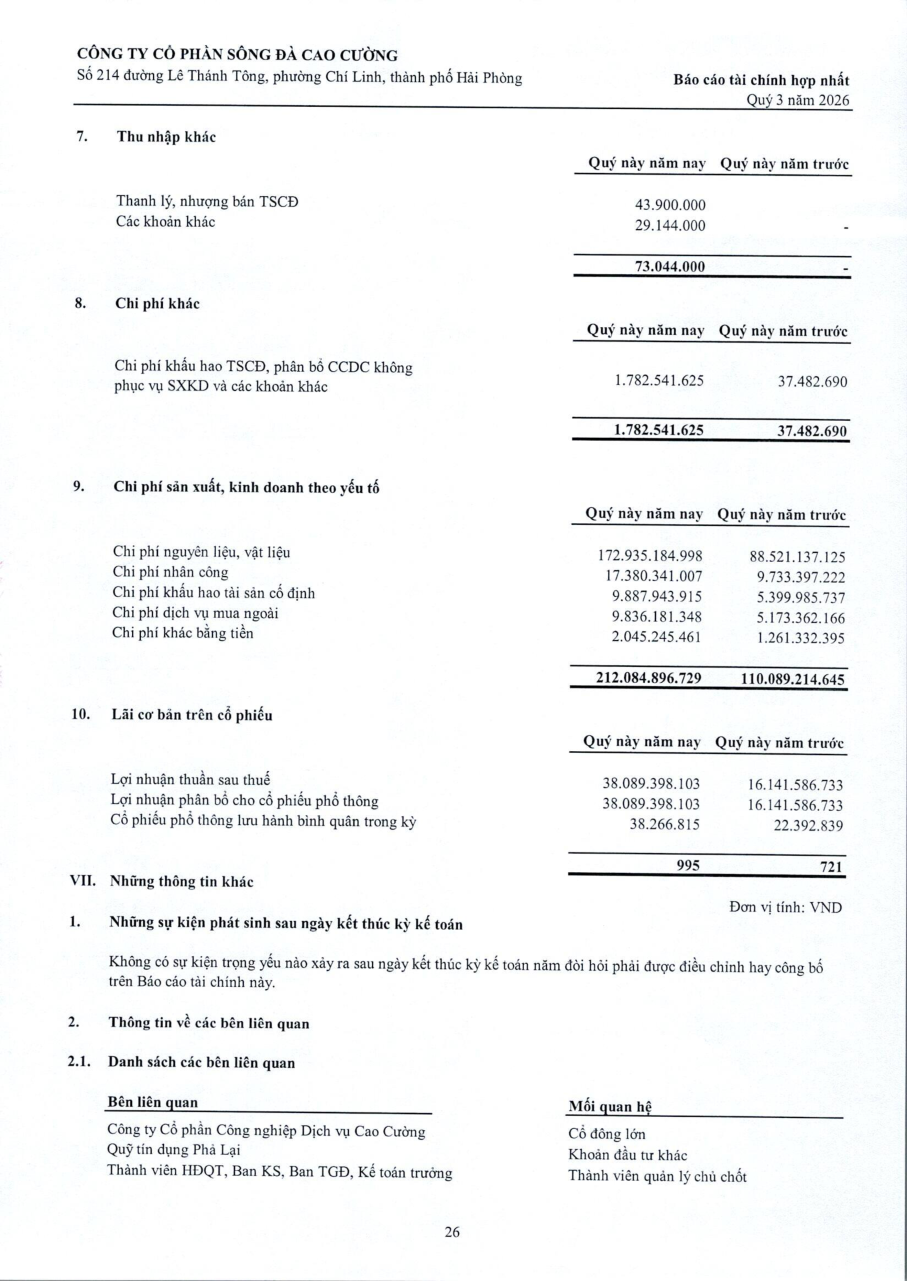 CÔNG TY CỔ PHẦN SÔNG ĐÀ CAO CƯỜNG
Số 214 đường Lê Thánh Tông, phường Chí Linh, thành phố Hải Phòng
Báo cáo tài chính hợp nhất
Quý 3 năm 2026
7. Thu nhập khác
Quý này năm nay Quý này năm trước
Thanh lý, nhượng bán TSCĐ 43.900.000
Các khoản khác 29.144.000 -
73.044.000 -
8. Chi phí khác
Quý này năm nay Quý này năm trước
Chi phí khấu hao TSCĐ, phân bổ CCDC không
phục vụ SXKD và các khoản khác 1.782.541.625 37.482.690
1.782.541.625 37.482.690
9. Chi phí sản xuất, kinh doanh theo yếu tố
Quý này năm nay Quý này năm trước
Chi phí nguyên liệu, vật liệu 172.935.184.998 88.521.137.125
Chi phí nhân công 17.380.341.007 9.733.397.222
Chi phí khấu hao tài sản cố định 9.887.943.915 5.399.985.737
Chi phí dịch vụ mua ngoài 9.836.181.348 5.173.362.166
Chi phí khác bằng tiền 2.045.245.461 1.261.332.395
212.084.896.729 110.089.214.645
10. Lãi cơ bản trên cổ phiếu
Quý này năm nay Quý này năm trước
Lợi nhuận thuần sau thuế 38.089.398.103 16.141.586.733
Lợi nhuận phân bổ cho cổ phiếu phổ thông 38.089.398.103 16.141.586.733
Cổ phiếu phổ thông lưu hành bình quân trong kỳ 38.266.815 22.392.839
995 721
VII. Những thông tin khác
Đơn vị tính: VND
1. Những sự kiện phát sinh sau ngày kết thúc kỳ kế toán
Không có sự kiện trọng yếu nào xảy ra sau ngày kết thúc kỳ kế toán năm đòi hỏi phải được điều chỉnh hay công bố
trên Báo cáo tài chính này.
2. Thông tin về các bên liên quan
2.1. Danh sách các bên liên quan
Bên liên quan Mối quan hệ
Công ty Cổ phần Công nghiệp Dịch vụ Cao Cường Cổ đông lớn
Quỹ tín dụng Phả Lại Khoản đầu tư khác
Thành viên HĐQT, Ban KS, Ban TGĐ, Kế toán trưởng Thành viên quản lý chủ chốt
26